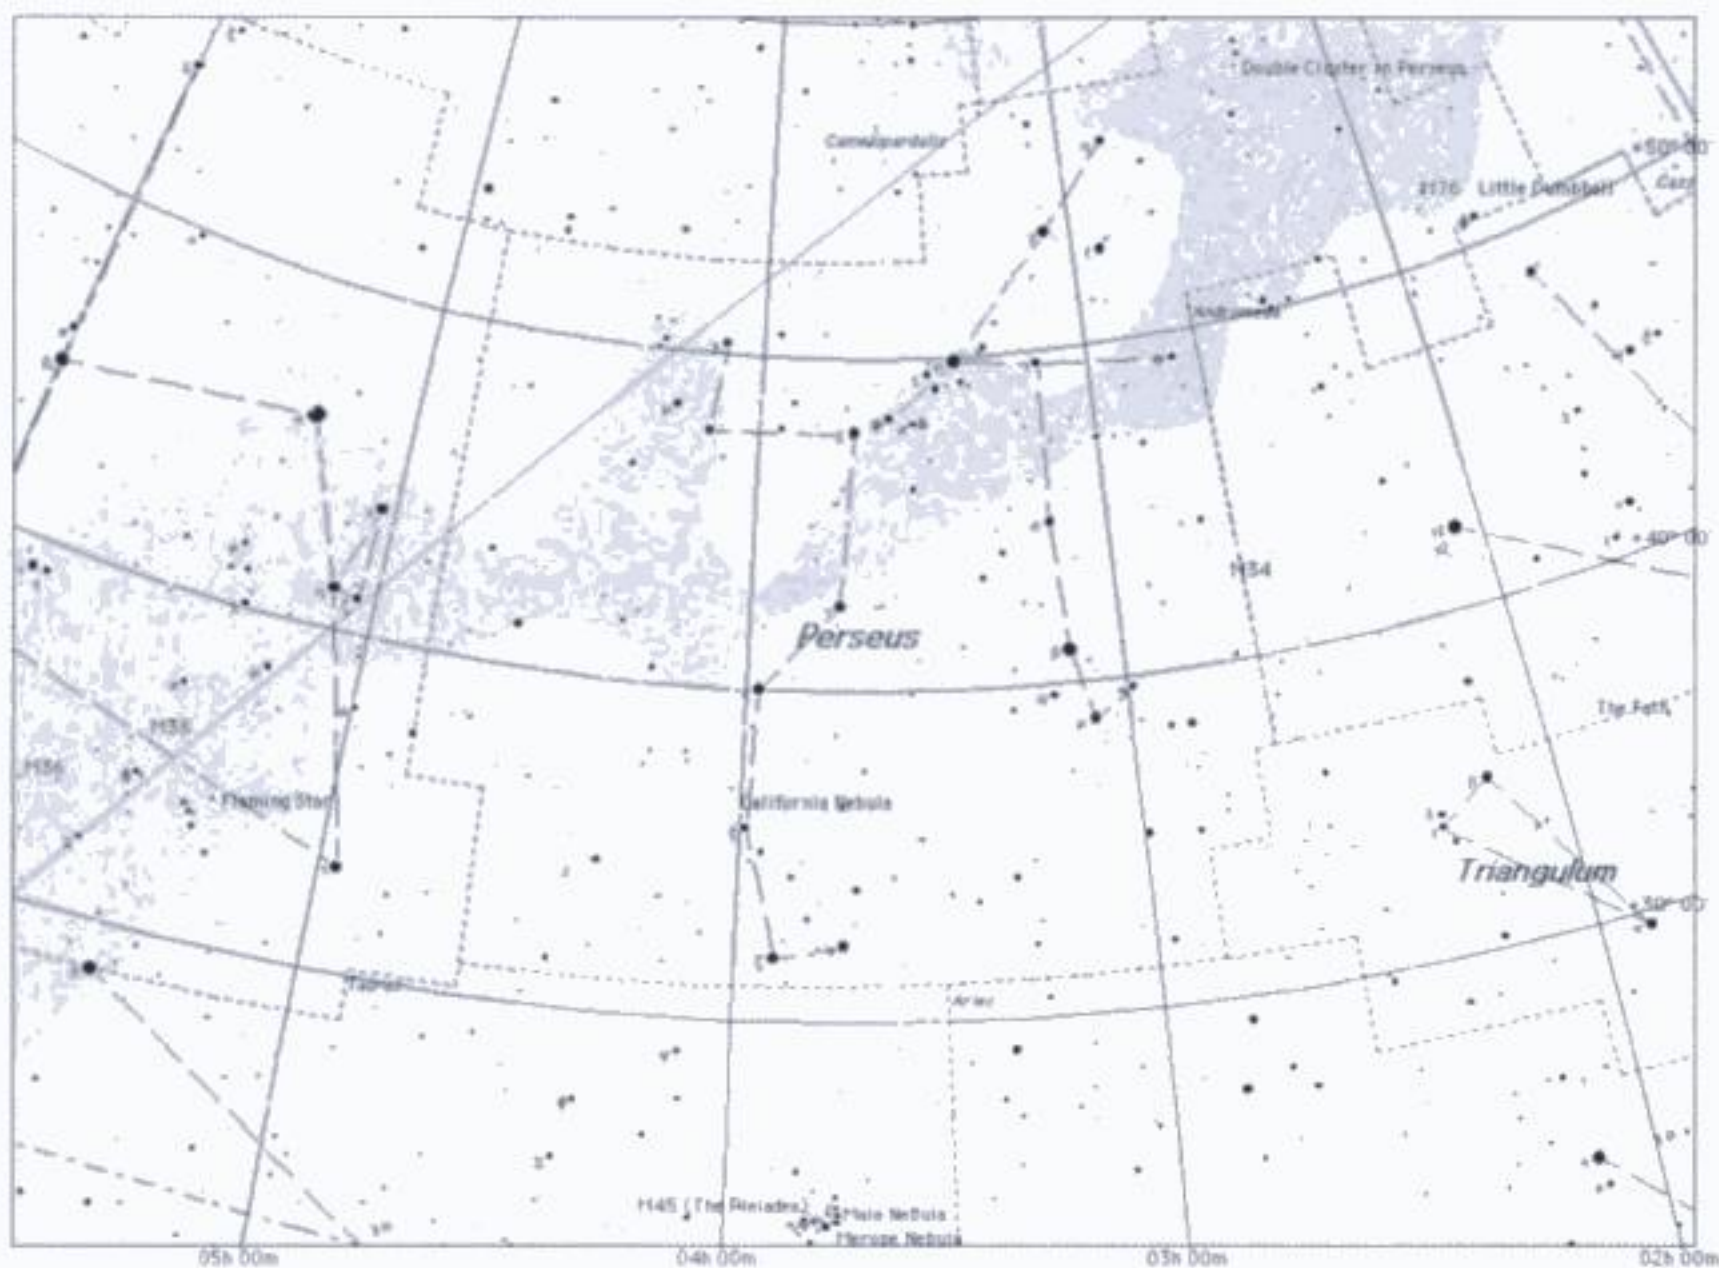 Double Cluster in Perseus
Camelopardalis
50° 00'
M76 Little Dumbbell
Cass
Andromeda
40° 00'
M34
Perseus
M38
M36
Flaming Star
California Nebula
Triangulum
30° 00'
Taurus
Aries
M45 (The Pleiades)
Maia Nebula
Merope Nebula
05h 00m 04h 00m 03h 00m 02h 00m